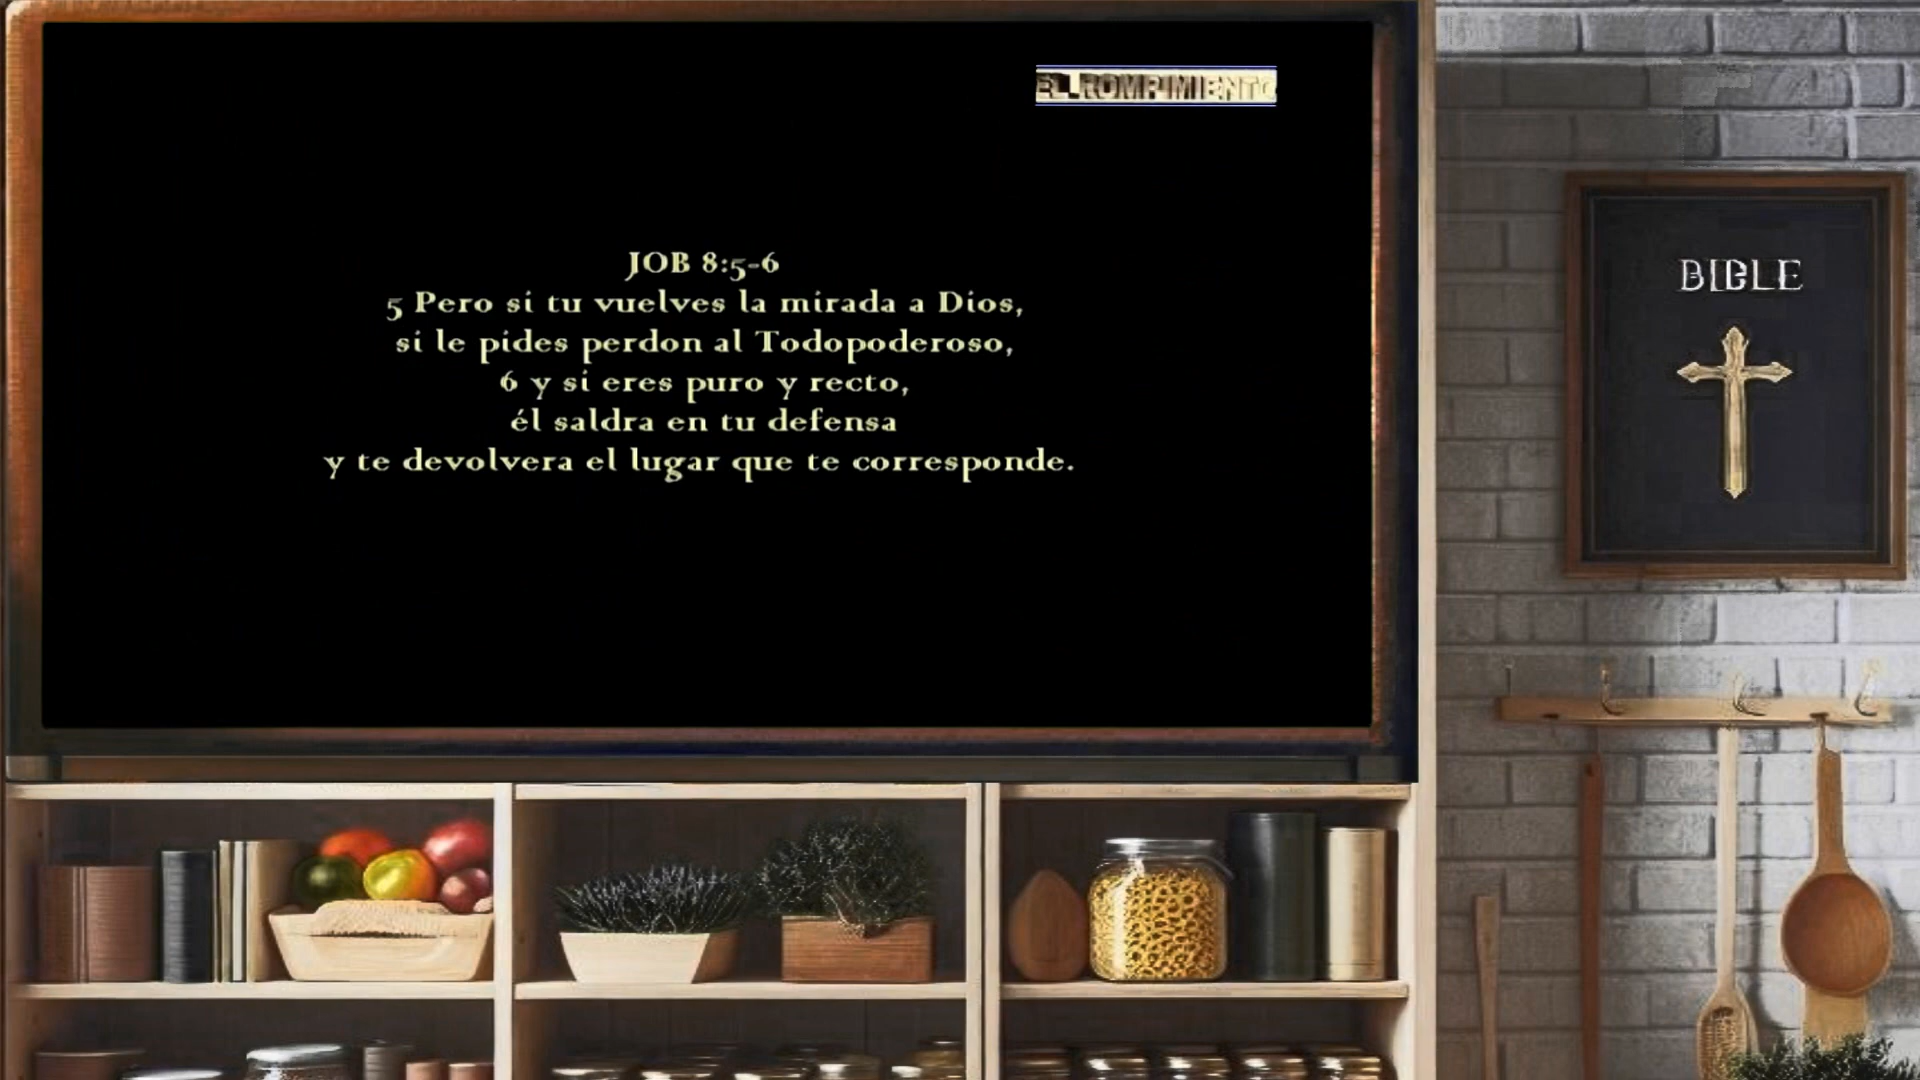 EL ROMPIMIENTO
JOB 8:5-6
5 Pero si tu vuelves la mirada a Dios,
si le pides perdon al Todopoderoso,
6 y si eres puro y recto,
él saldra en tu defensa
y te devolvera el lugar que te corresponde.
BIBLE